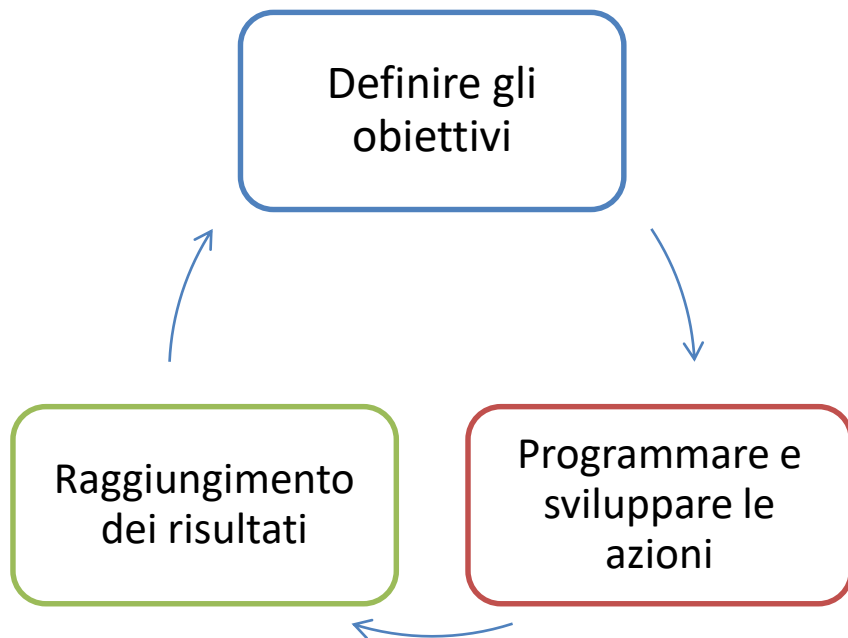 Definire gli
obiettivi
Programmare e
sviluppare le
azioni
Raggiungimento
dei risultati